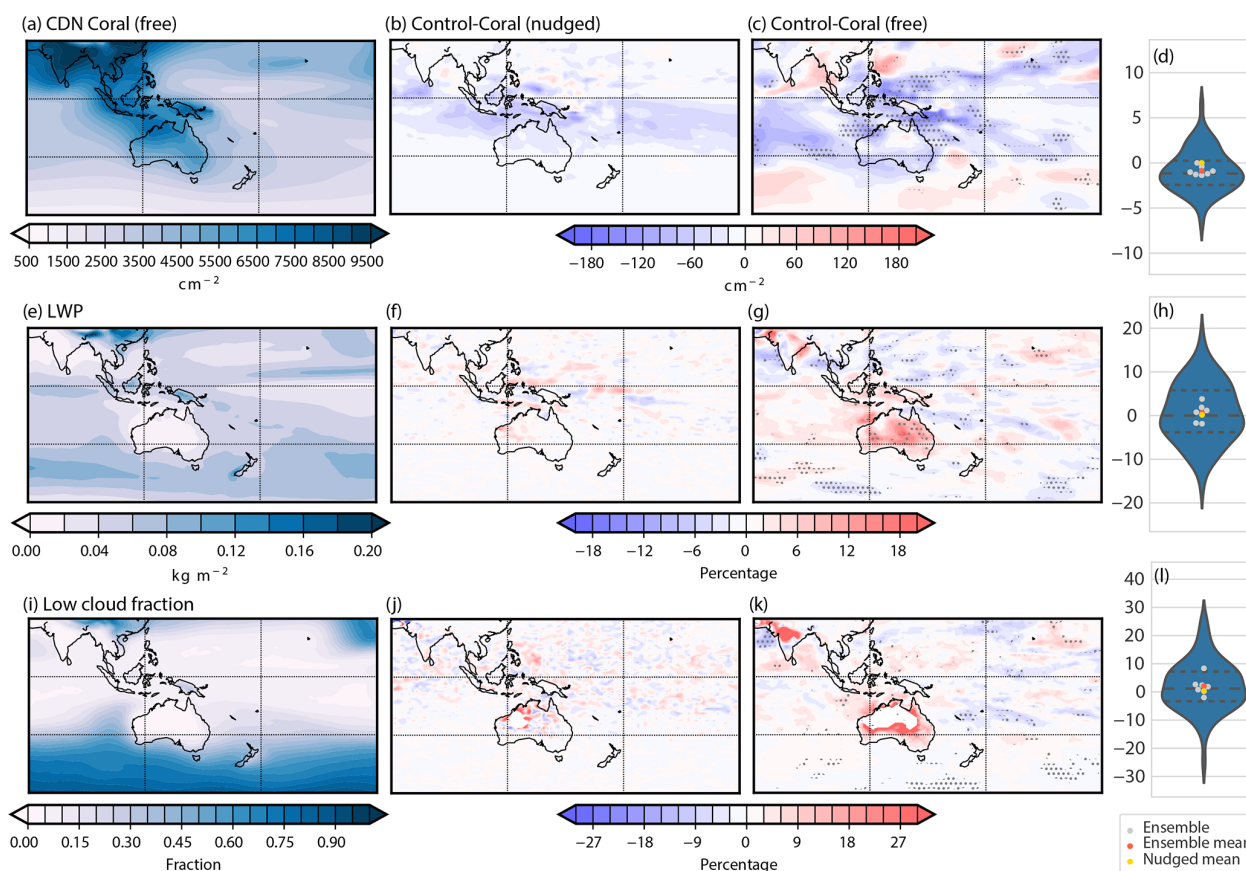 (a) CDN Coral (free)
(b) Control-Coral (nudged)
(c) Control-Coral (free)
(d)
10
5
0
−5
−10
500 1500 2500 3500 4500 5500 6500 7500 8500 9500
cm−2
−180 −120 −60 0 60 120 180
cm−2
(e) LWP
(f)
(g)
(h)
20
10
0
−10
−20
0.00 0.04 0.08 0.12 0.16 0.20
kg m−2
−18 −12 −6 0 6 12 18
Percentage
(i) Low cloud fraction
(j)
(k)
(l)
40
30
20
10
0
−10
−20
−30
0.00 0.15 0.30 0.45 0.60 0.75 0.90
Fraction
−27 −18 −9 0 9 18 27
Percentage
Ensemble
Ensemble mean
Nudged mean